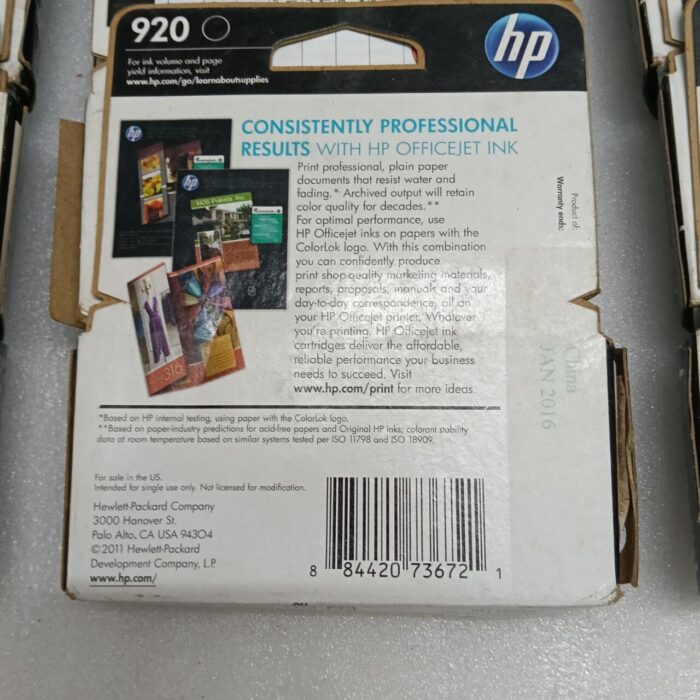 920
hp
For ink volume and page
yield information, visit
www.hp.com/go/learnaboutsupplies
CONSISTENTLY PROFESSIONAL
RESULTS WITH HP OFFICEJET INK
Print professional, plain paper
documents that resist water and
fading.* Archived output will retain
color quality for decades.**
For optimal performance, use
HP Officejet inks on papers with the
ColorLok logo. With this combination
you can confidently produce
print shop-quality marketing materials,
reports, proposals, manuals and your
day-to-day correspondence, all on
your HP Officejet printer. Whatever
you're printing, HP Officejet ink
cartridges deliver the affordable,
reliable performance your business
needs to succeed. Visit
www.hp.com/print for more ideas.
hp
hp
316
Product of:
Warranty ends:
China
JAN 2016
*Based on HP internal testing, using paper with the ColorLok logo.
**Based on paper-industry predictions for acid-free papers and Original HP inks; colorant stability
data at room temperature based on similar systems tested per ISO 11798 and ISO 18909.
For sale in the US.
Intended for single use only. Not licensed for modification.
Hewlett-Packard Company
3000 Hanover St.
Palo Alto, CA USA 94304
© 2011 Hewlett-Packard
Development Company, L.P.
www.hp.com/
8 84420 73672 1